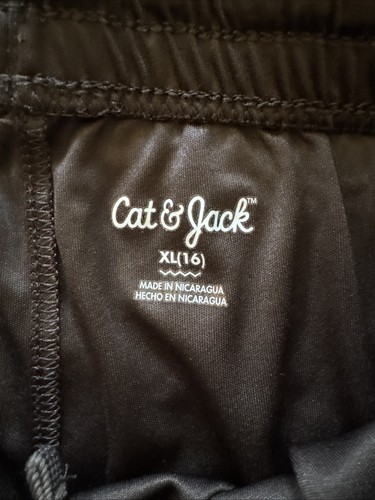 Cat & Jack™
XL(16)
MADE IN NICARAGUA
HECHO EN NICARAGUA